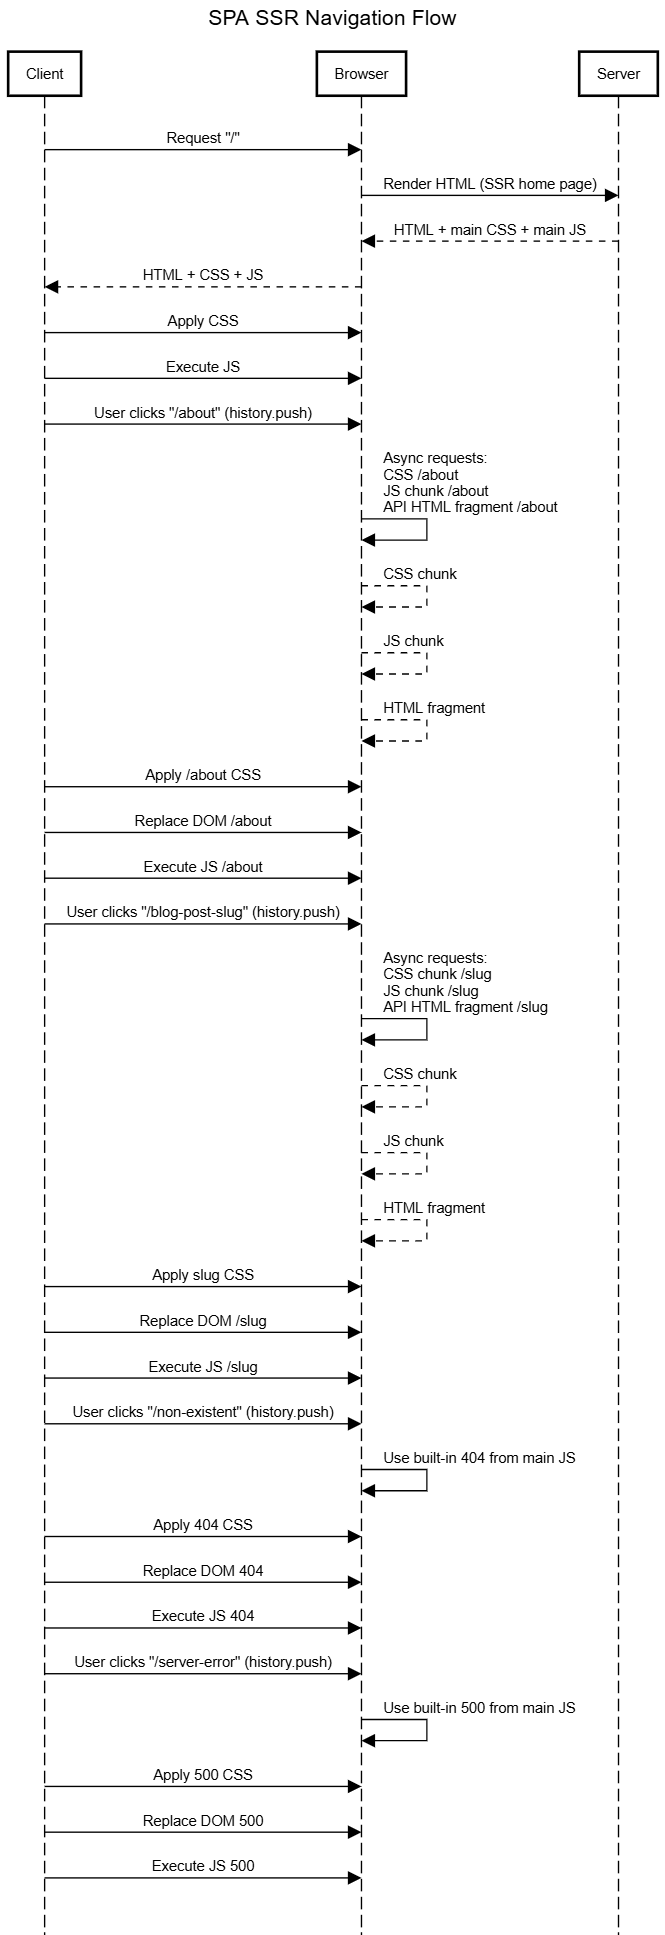 SPA SSR Navigation Flow
Client
Browser
Server
Request "/"
Render HTML (SSR home page)
HTML + main CSS + main JS
HTML + CSS + JS
Apply CSS
Execute JS
User clicks "/about" (history.push)
Async requests:
CSS /about
JS chunk /about
API HTML fragment /about
CSS chunk
JS chunk
HTML fragment
Apply /about CSS
Replace DOM /about
Execute JS /about
User clicks "/blog-post-slug" (history.push)
Async requests:
CSS chunk /slug
JS chunk /slug
API HTML fragment /slug
CSS chunk
JS chunk
HTML fragment
Apply slug CSS
Replace DOM /slug
Execute JS /slug
User clicks "/non-existent" (history.push)
Use built-in 404 from main JS
Apply 404 CSS
Replace DOM 404
Execute JS 404
User clicks "/server-error" (history.push)
Use built-in 500 from main JS
Apply 500 CSS
Replace DOM 500
Execute JS 500